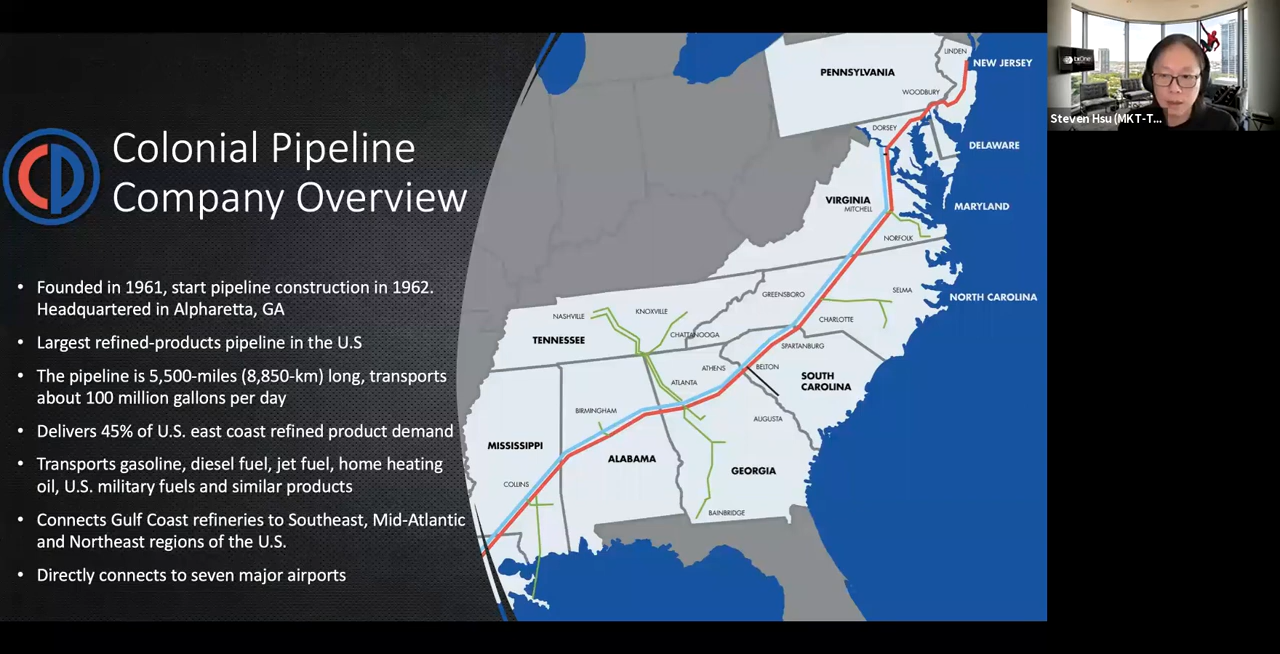 Colonial Pipeline
Company Overview
• Founded in 1961, start pipeline construction in 1962.
Headquartered in Alpharetta, GA
• Largest refined-products pipeline in the U.S
• The pipeline is 5,500-miles (8,850-km) long, transports
about 100 million gallons per day
• Delivers 45% of U.S. east coast refined product demand
• Transports gasoline, diesel fuel, jet fuel, home heating
oil, U.S. military fuels and similar products
• Connects Gulf Coast refineries to Southeast, Mid-Atlantic
and Northeast regions of the U.S.
• Directly connects to seven major airports
LINDEN
NEW JERSEY
PENNSYLVANIA
WOODBURY
DORSEY
DELAWARE
VIRGINIA
MITCHELL
MARYLAND
NORFOLK
GREENSBORO
SELMA
NORTH CAROLINA
NASHVILLE
KNOXVILLE
CHARLOTTE
TENNESSEE
CHATTANOOGA
SPARTANBURG
ATHENS
BELTON
SOUTH
CAROLINA
ATLANTA
BIRMINGHAM
AUGUSTA
MISSISSIPPI
ALABAMA
GEORGIA
COLLINS
BAINBRIDGE
Steven Hsu (MKT-T...